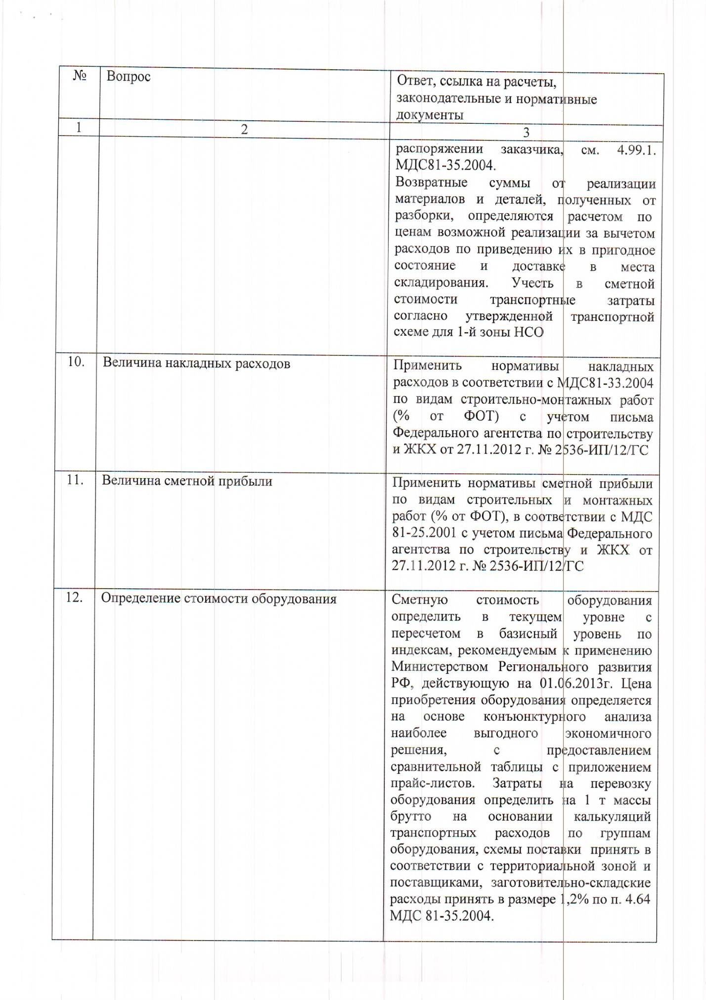 №
Вопрос
Ответ, ссылка на расчеты,
законодательные и нормативные
документы
1
2
3
распоряжении заказчика, см. 4.99.1.
МДС81-35.2004.
Возвратные суммы от реализации
материалов и деталей, полученных от
разборки, определяются расчетом по
ценам возможной реализации за вычетом
расходов по приведению их в пригодное
состояние и доставке в места
складирования. Учесть в сметной
стоимости транспортные затраты
согласно утвержденной транспортной
схеме для 1-й зоны НСО
10.
Величина накладных расходов
Применить нормативы накладных
расходов в соответствии с МДС81-33.2004
по видам строительно-монтажных работ
(% от ФОТ) с учетом письма
Федерального агентства по строительству
и ЖКХ от 27.11.2012 г. № 2536-ИП/12/ГС
11.
Величина сметной прибыли
Применить нормативы сметной прибыли
по видам строительных и монтажных
работ (% от ФОТ), в соответствии с МДС
81-25.2001 с учетом письма Федерального
агентства по строительству и ЖКХ от
27.11.2012 г. № 2536-ИП/12/ГС
12.
Определение стоимости оборудования
Сметную стоимость оборудования
определить в текущем уровне с
пересчетом в базисный уровень по
индексам, рекомендуемым к применению
Министерством Регионального развития
РФ, действующую на 01.06.2013г. Цена
приобретения оборудования определяется
на основе конъюнктурного анализа
наиболее выгодного экономичного
решения, с предоставлением
сравнительной таблицы с приложением
прайс-листов. Затраты на перевозку
оборудования определить на 1 т массы
брутто на основании калькуляций
транспортных расходов по группам
оборудования, схемы поставки принять в
соответствии с территориальной зоной и
поставщиками, заготовительно-складские
расходы принять в размере 1,2% по п. 4.64
МДС 81-35.2004.